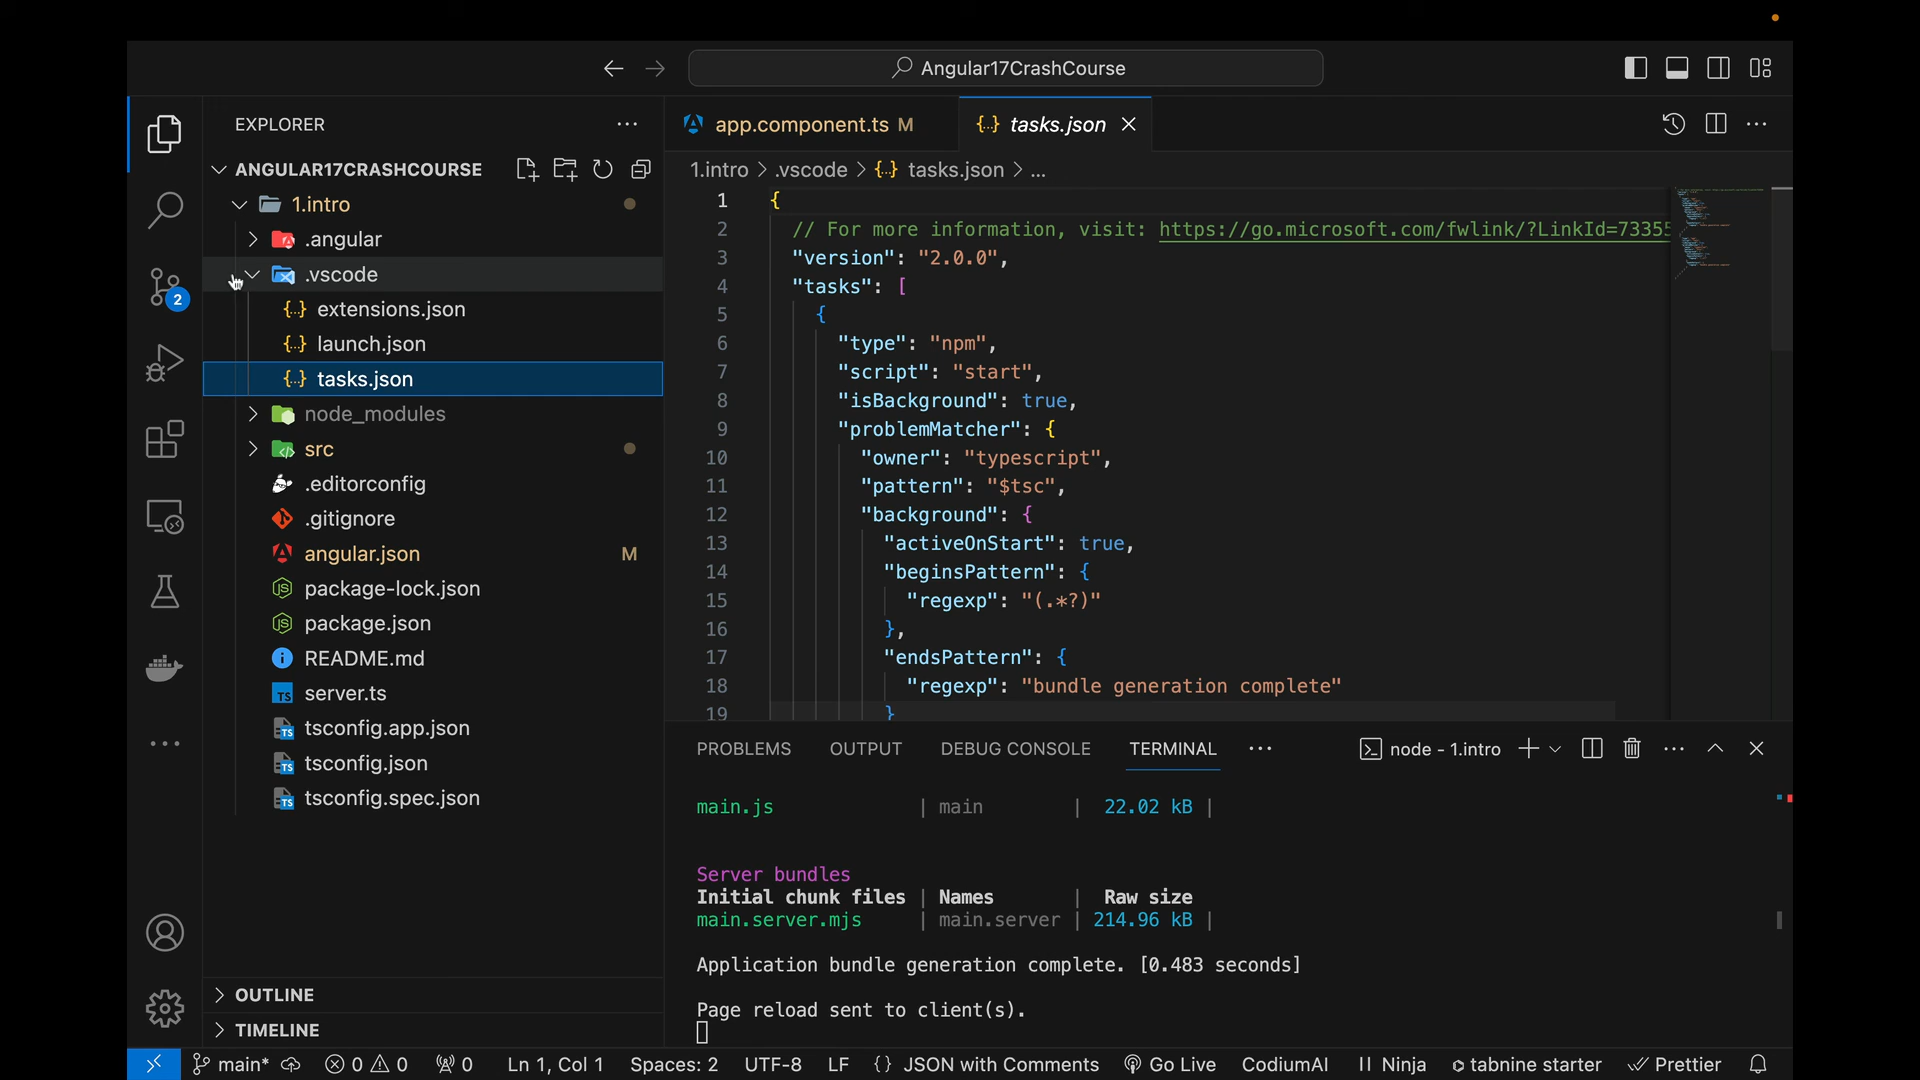 Angular17CrashCourse
EXPLORER
ANGULAR17CRASHCOURSE
1.intro
.angular
.vscode
extensions.json
launch.json
tasks.json
node_modules
src
.editorconfig
.gitignore
angular.json M
package-lock.json
package.json
README.md
server.ts
tsconfig.app.json
tsconfig.json
tsconfig.spec.json
OUTLINE
TIMELINE
2
app.component.ts M
{..} tasks.json
1.intro > .vscode > {..} tasks.json > ...
1 {
2 // For more information, visit: https://go.microsoft.com/fwlink/?LinkId=73355
3 "version": "2.0.0",
4 "tasks": [
5 {
6 "type": "npm",
7 "script": "start",
8 "isBackground": true,
9 "problemMatcher": {
10 "owner": "typescript",
11 "pattern": "$tsc",
12 "background": {
13 "activeOnStart": true,
14 "beginsPattern": {
15 "regexp": "(.*?)"
16 },
17 "endsPattern": {
18 "regexp": "bundle generation complete"
19 }
PROBLEMS OUTPUT DEBUG CONSOLE TERMINAL ... node - 1.intro
main.js | main | 22.02 kB |
Server bundles
Initial chunk files | Names | Raw size
main.server.mjs | main.server | 214.96 kB |
Application bundle generation complete. [0.483 seconds]
Page reload sent to client(s).
main* 0 0 0 Ln 1, Col 1 Spaces: 2 UTF-8 LF {} JSON with Comments Go Live CodiumAI Ninja tabnine starter Prettier